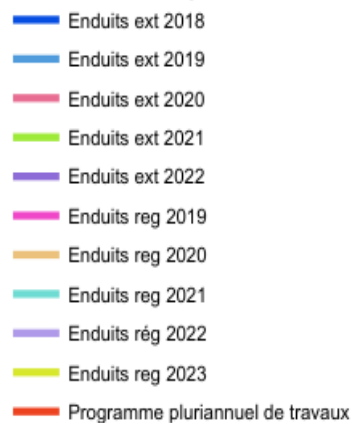 Enduits ext 2018
Enduits ext 2019
Enduits ext 2020
Enduits ext 2021
Enduits ext 2022
Enduits reg 2019
Enduits reg 2020
Enduits reg 2021
Enduits rég 2022
Enduits reg 2023
Programme pluriannuel de travaux